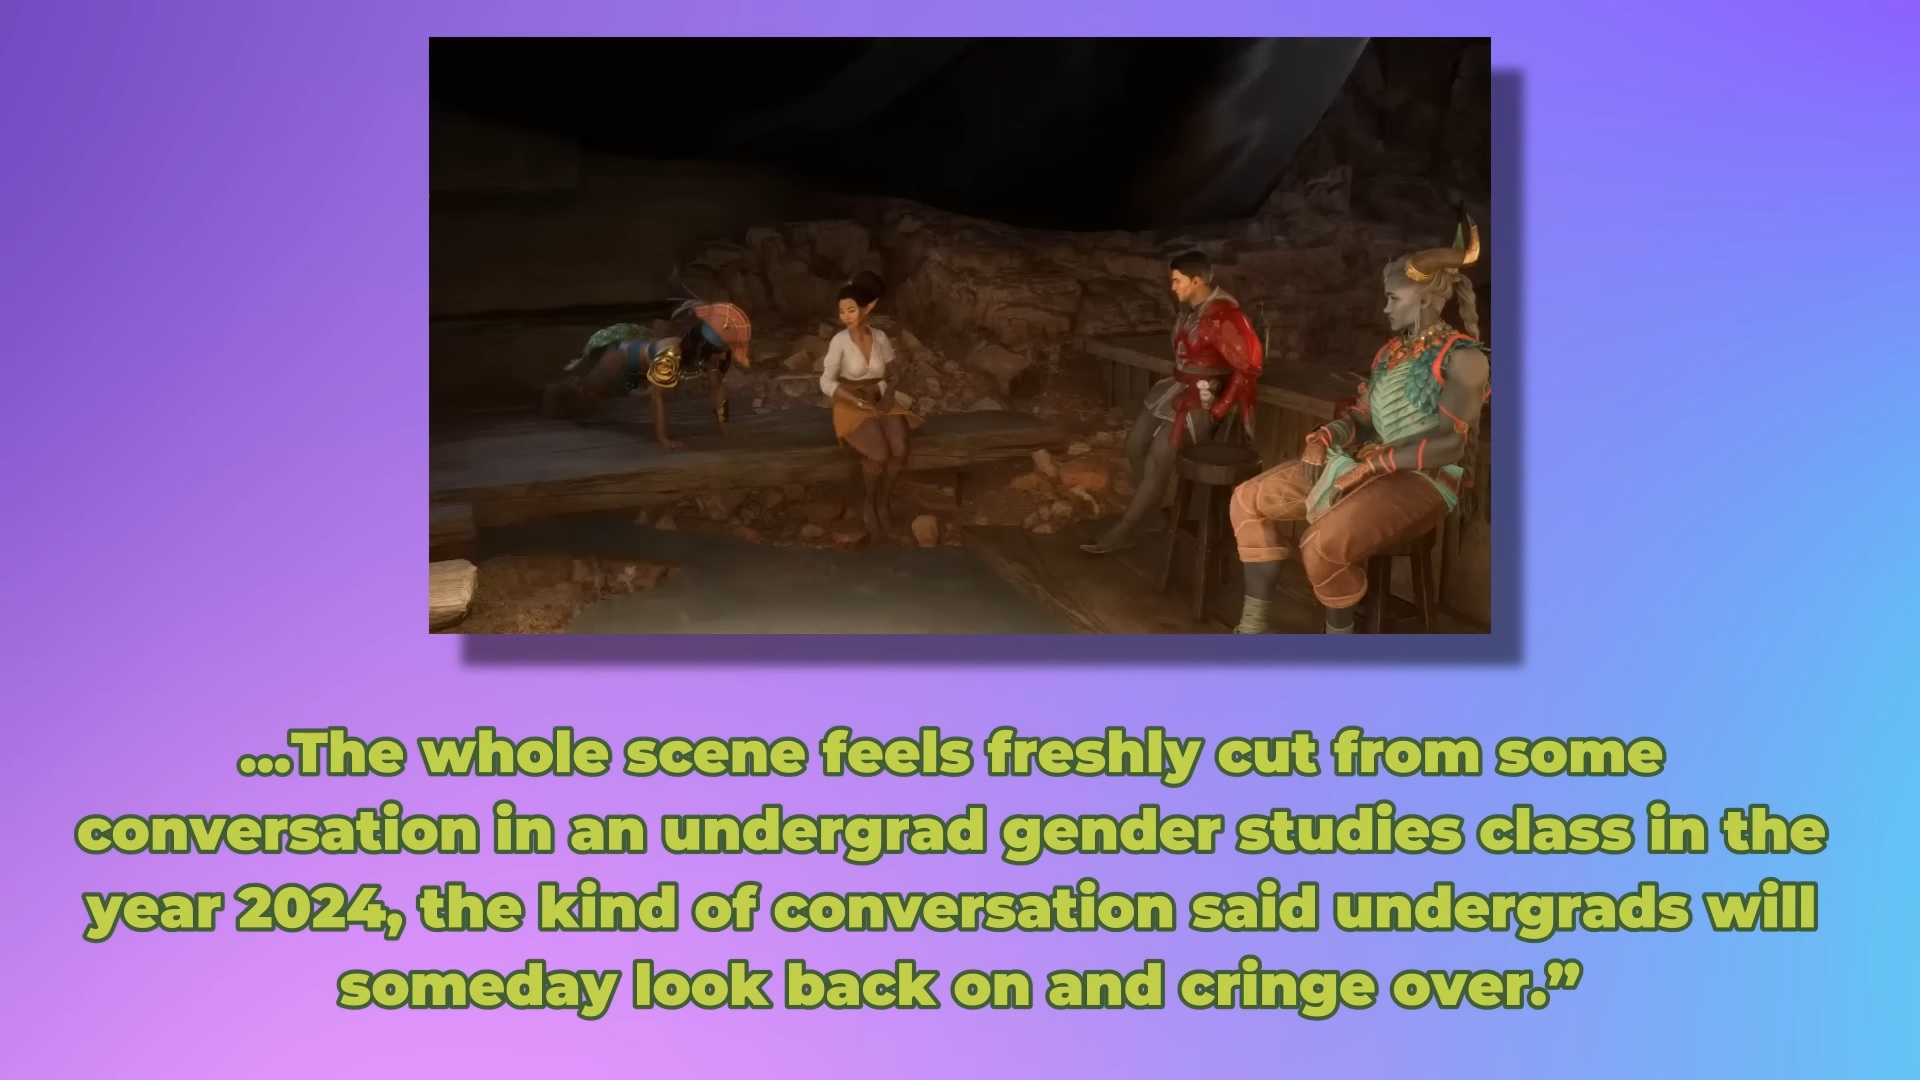 ...The whole scene feels freshly cut from some
conversation in an undergrad gender studies class in the
year 2024, the kind of conversation said undergrads will
someday look back on and cringe over.”